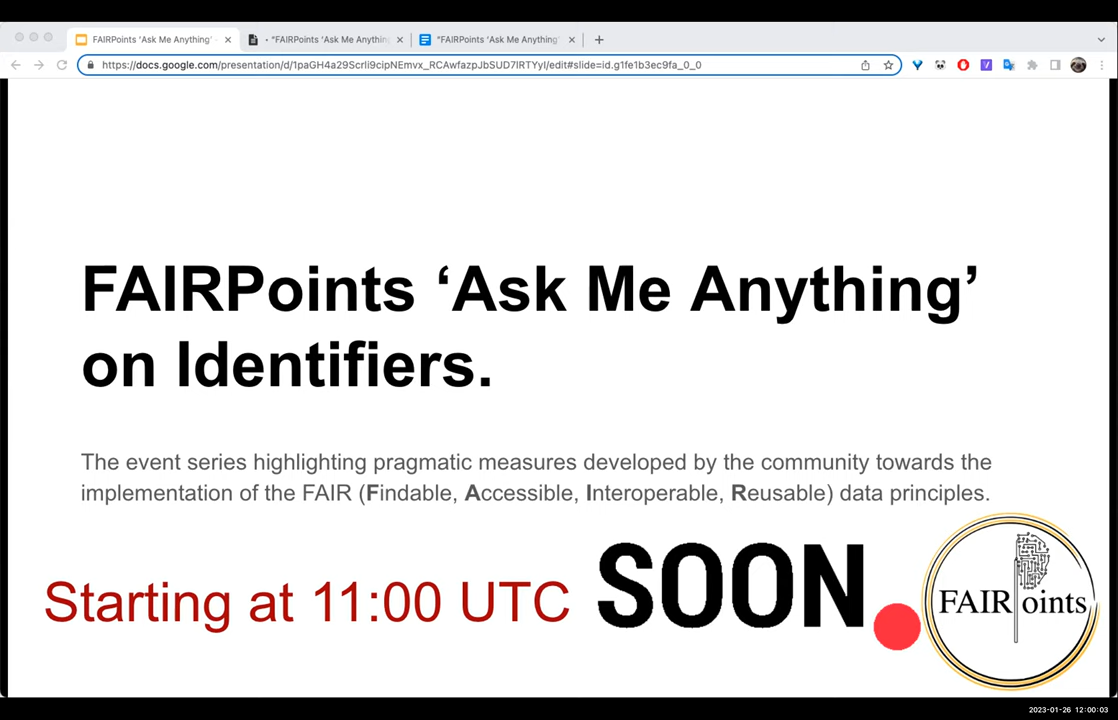 FAIRPoints 'Ask Me Anything' -
· "FAIRPoints 'Ask Me Anythin
"FAIRPoints 'Ask Me Anything'
https://docs.google.com/presentation/d/1paGH4a29Scrli9cipNEmvx_RCAwfazpJbSUD7lRTYyI/edit#slide=id.g1fe1b3ec9fa_0_0
FAIRPoints ‘Ask Me Anything’
on Identifiers.
The event series highlighting pragmatic measures developed by the community towards the
implementation of the FAIR (Findable, Accessible, Interoperable, Reusable) data principles.
Starting at 11:00 UTC
SOON.
FAIRPoints
2023-01-26 12:00:03